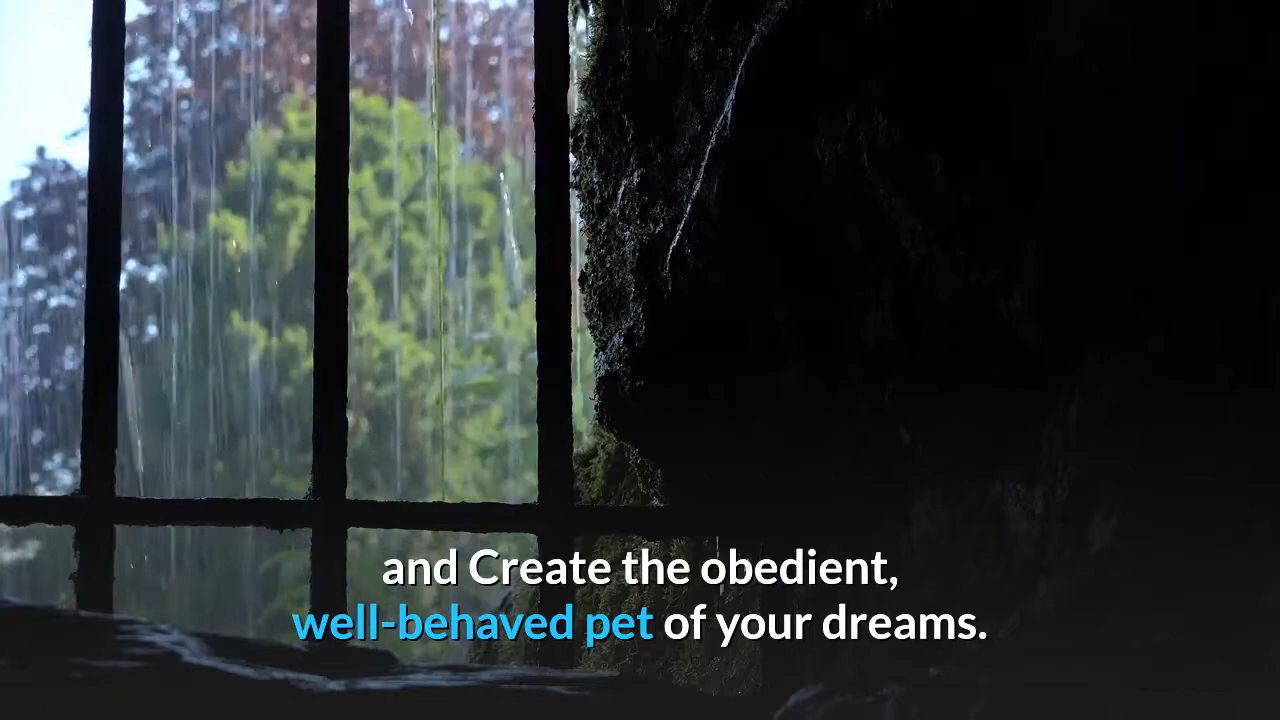 and Create the obedient,
well-behaved pet of your dreams.